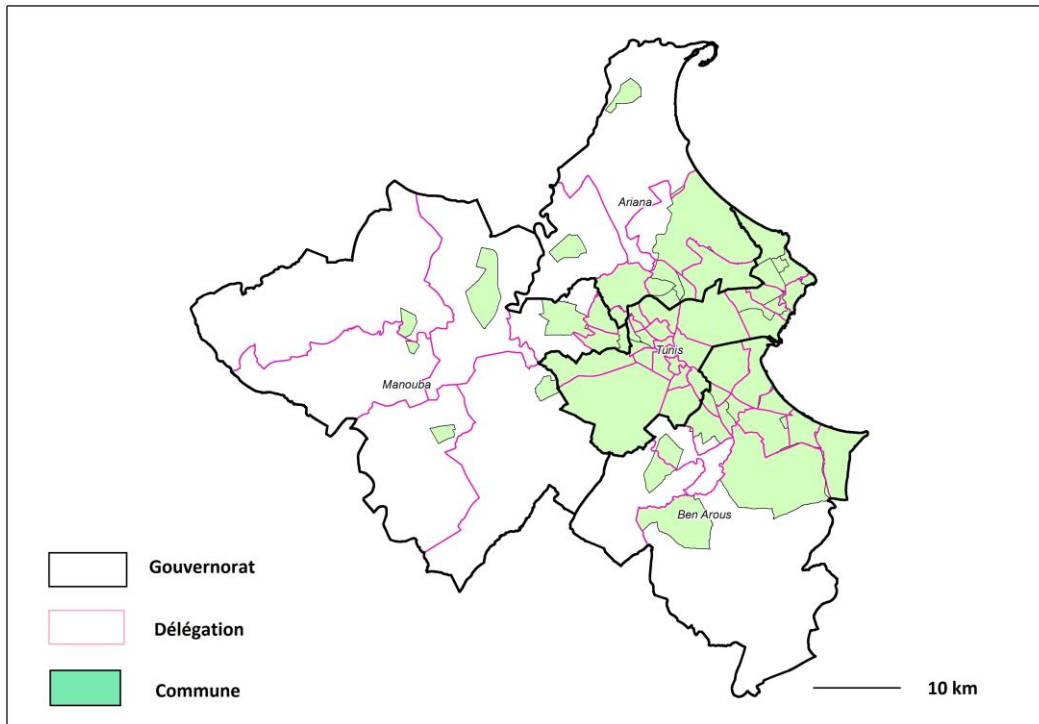 Ariana
Tunis
Manouba
Ben Arous
Gouvernorat
Délégation
Commune
10 km